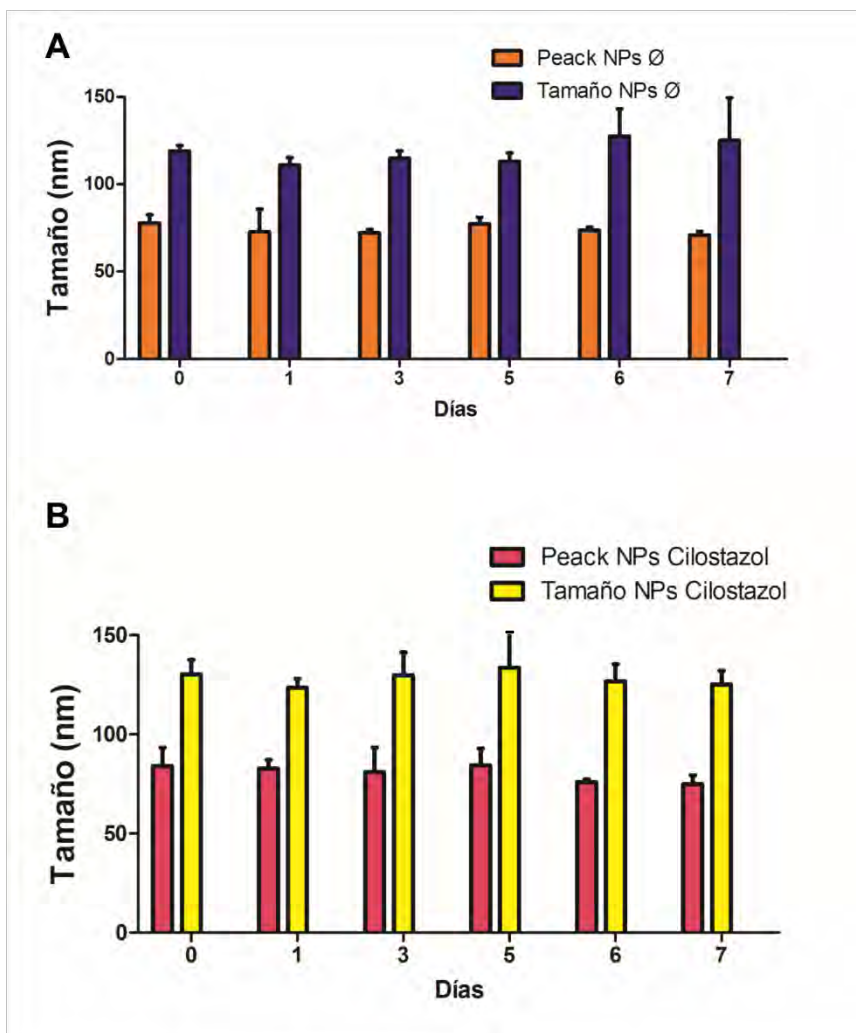 A
Peack NPs Ø
Tamaño NPs Ø
Tamaño (nm)
150
100
50
0
0 1 3 5 6 7
Días
B
Peack NPs Cilostazol
Tamaño NPs Cilostazol
Tamaño (nm)
150
100
50
0
0 1 3 5 6 7
Días